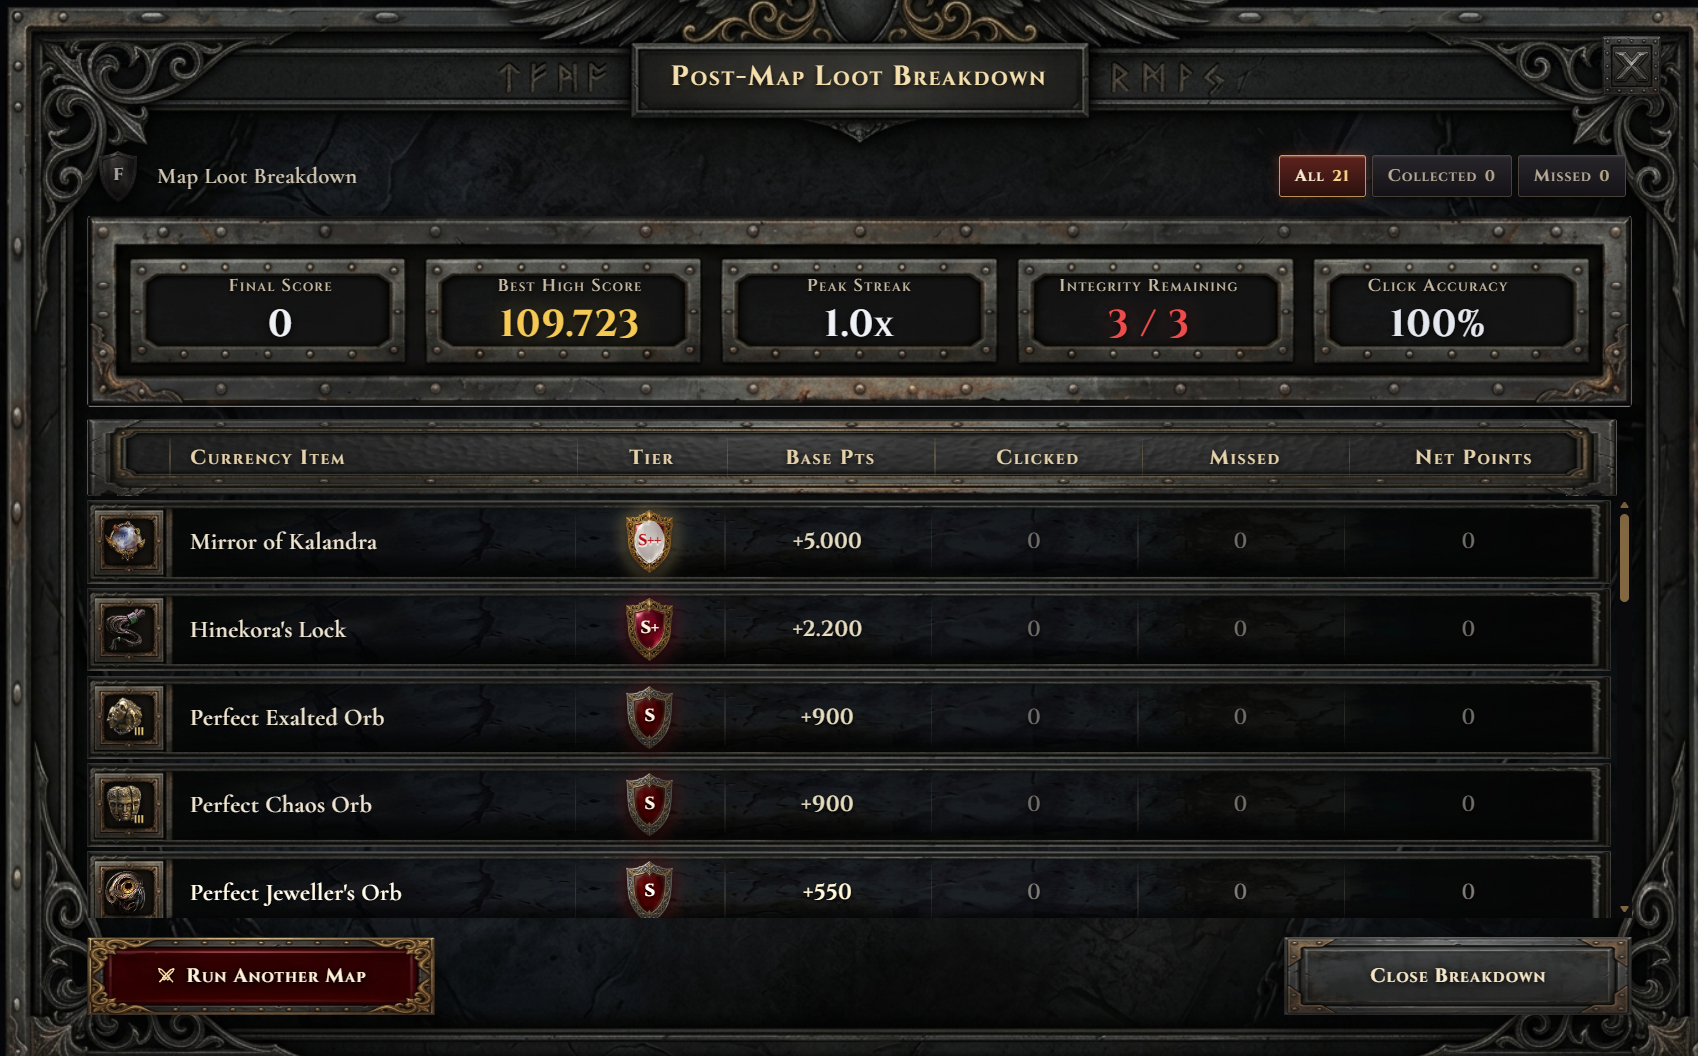 Post-Map Loot Breakdown
F Map Loot Breakdown
All 21 Collected 0 Missed 0
Final Score Best High Score Peak Streak Integrity Remaining Click Accuracy
0 109.723 1.0x 3 / 3 100%
Currency Item Tier Base Pts Clicked Missed Net Points
Mirror of Kalandra S++ +5.000 0 0 0
Hinekora's Lock S+ +2.200 0 0 0
Perfect Exalted Orb III S +900 0 0 0
Perfect Chaos Orb III S +900 0 0 0
Perfect Jeweller's Orb S +550 0 0 0
Run Another Map Close Breakdown